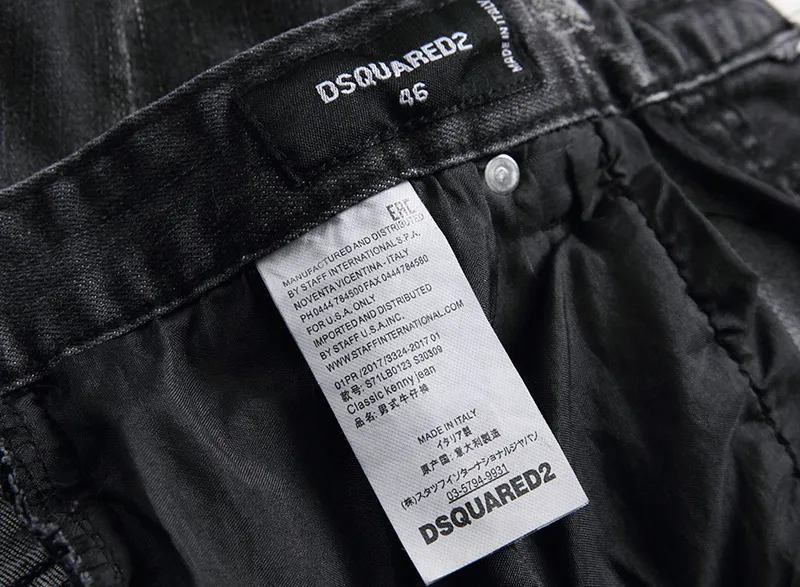 DSQUARED2
46
MADE IN ITALY
EAC
MANUFACTURED AND DISTRIBUTED
BY STAFF INTERNATIONAL S.P.A.
NOVENTA VICENTINA - ITALY
PH 0444 784500 FAX 0444784580
FOR U.S.A. ONLY
IMPORTED AND DISTRIBUTED
BY STAFF U.S.A. INC.
WWW.STAFFINTERNATIONAL.COM
01PR /2017/3324-2017 01
款号: S71LB0123 S30309
Classic kenny jean
品名: 男式牛仔裤
MADE IN ITALY
イタリア製
原产国: 意大利製造
(株)スタッフインターナショナルジャパン
03-5794-9931
DSQUARED2